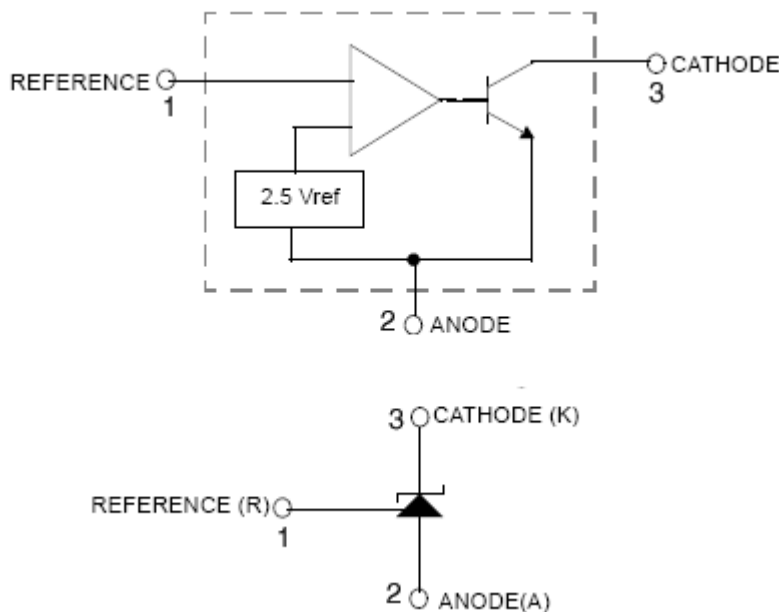 REFERENCE
1
CATHODE
3
2.5 Vref
2
ANODE
3
CATHODE (K)
REFERENCE (R)
1
2
ANODE(A)